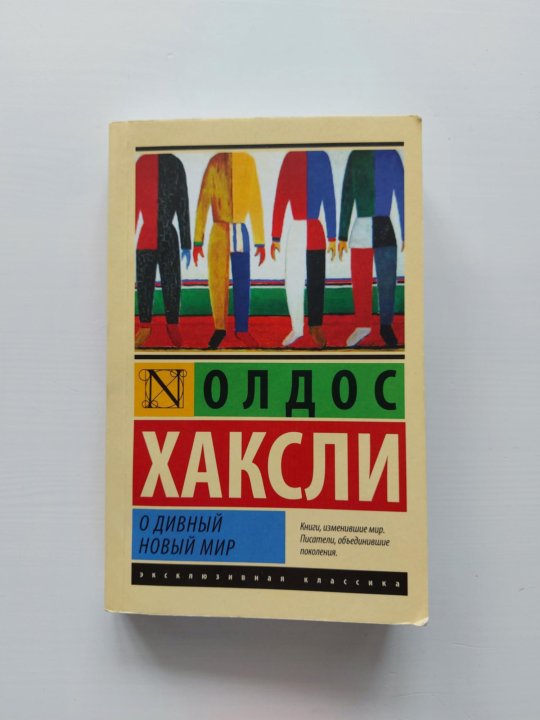 N ОЛДОС
ХАКСЛИ
О ДИВНЫЙ
НОВЫЙ МИР
Книги, изменившие мир.
Писатели, объединившие
поколения.
эксклюзивная классика